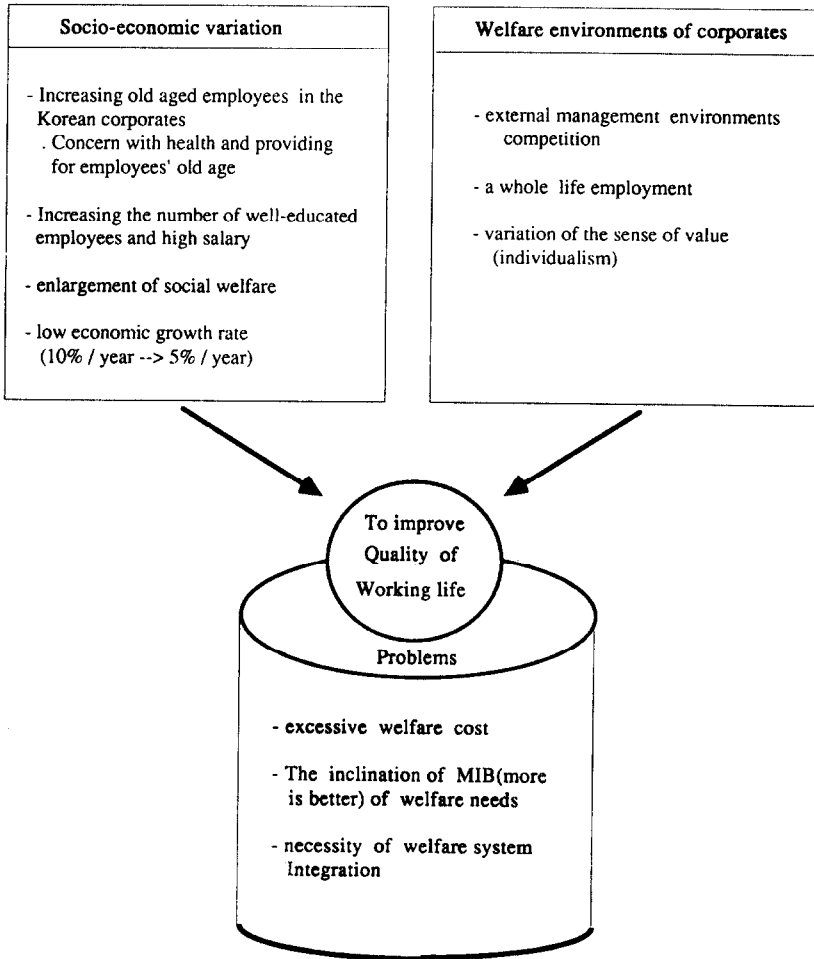 Socio-economic variation
- Increasing old aged employees in the
Korean corporates
. Concern with health and providing
for employees' old age
- Increasing the number of well-educated
employees and high salary
- enlargement of social welfare
- low economic growth rate
(10% / year --> 5% / year)
Welfare environments of corporates
- external management environments
competition
- a whole life employment
- variation of the sense of value
(individualism)
To improve
Quality of
Working life
Problems
- excessive welfare cost
- The inclination of MIB(more
is better) of welfare needs
- necessity of welfare system
Integration